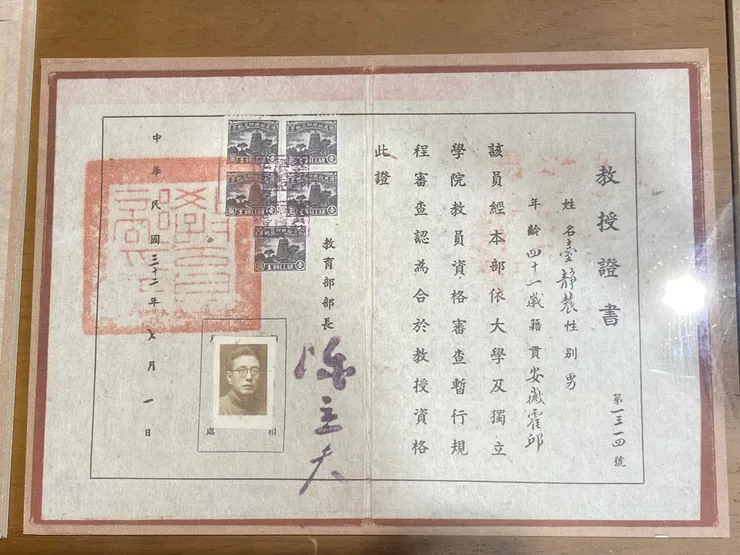 教授證書
第一三一四號
姓名臺靜農性別男
年齡四十一歲籍貫安徽霍邱
該員經本部依大學及獨立
學院教員資格審查暫行規
程審查認為合於教授資格
此證
教育部部長
陳立夫
相
處
中華民國三十二年七月一日